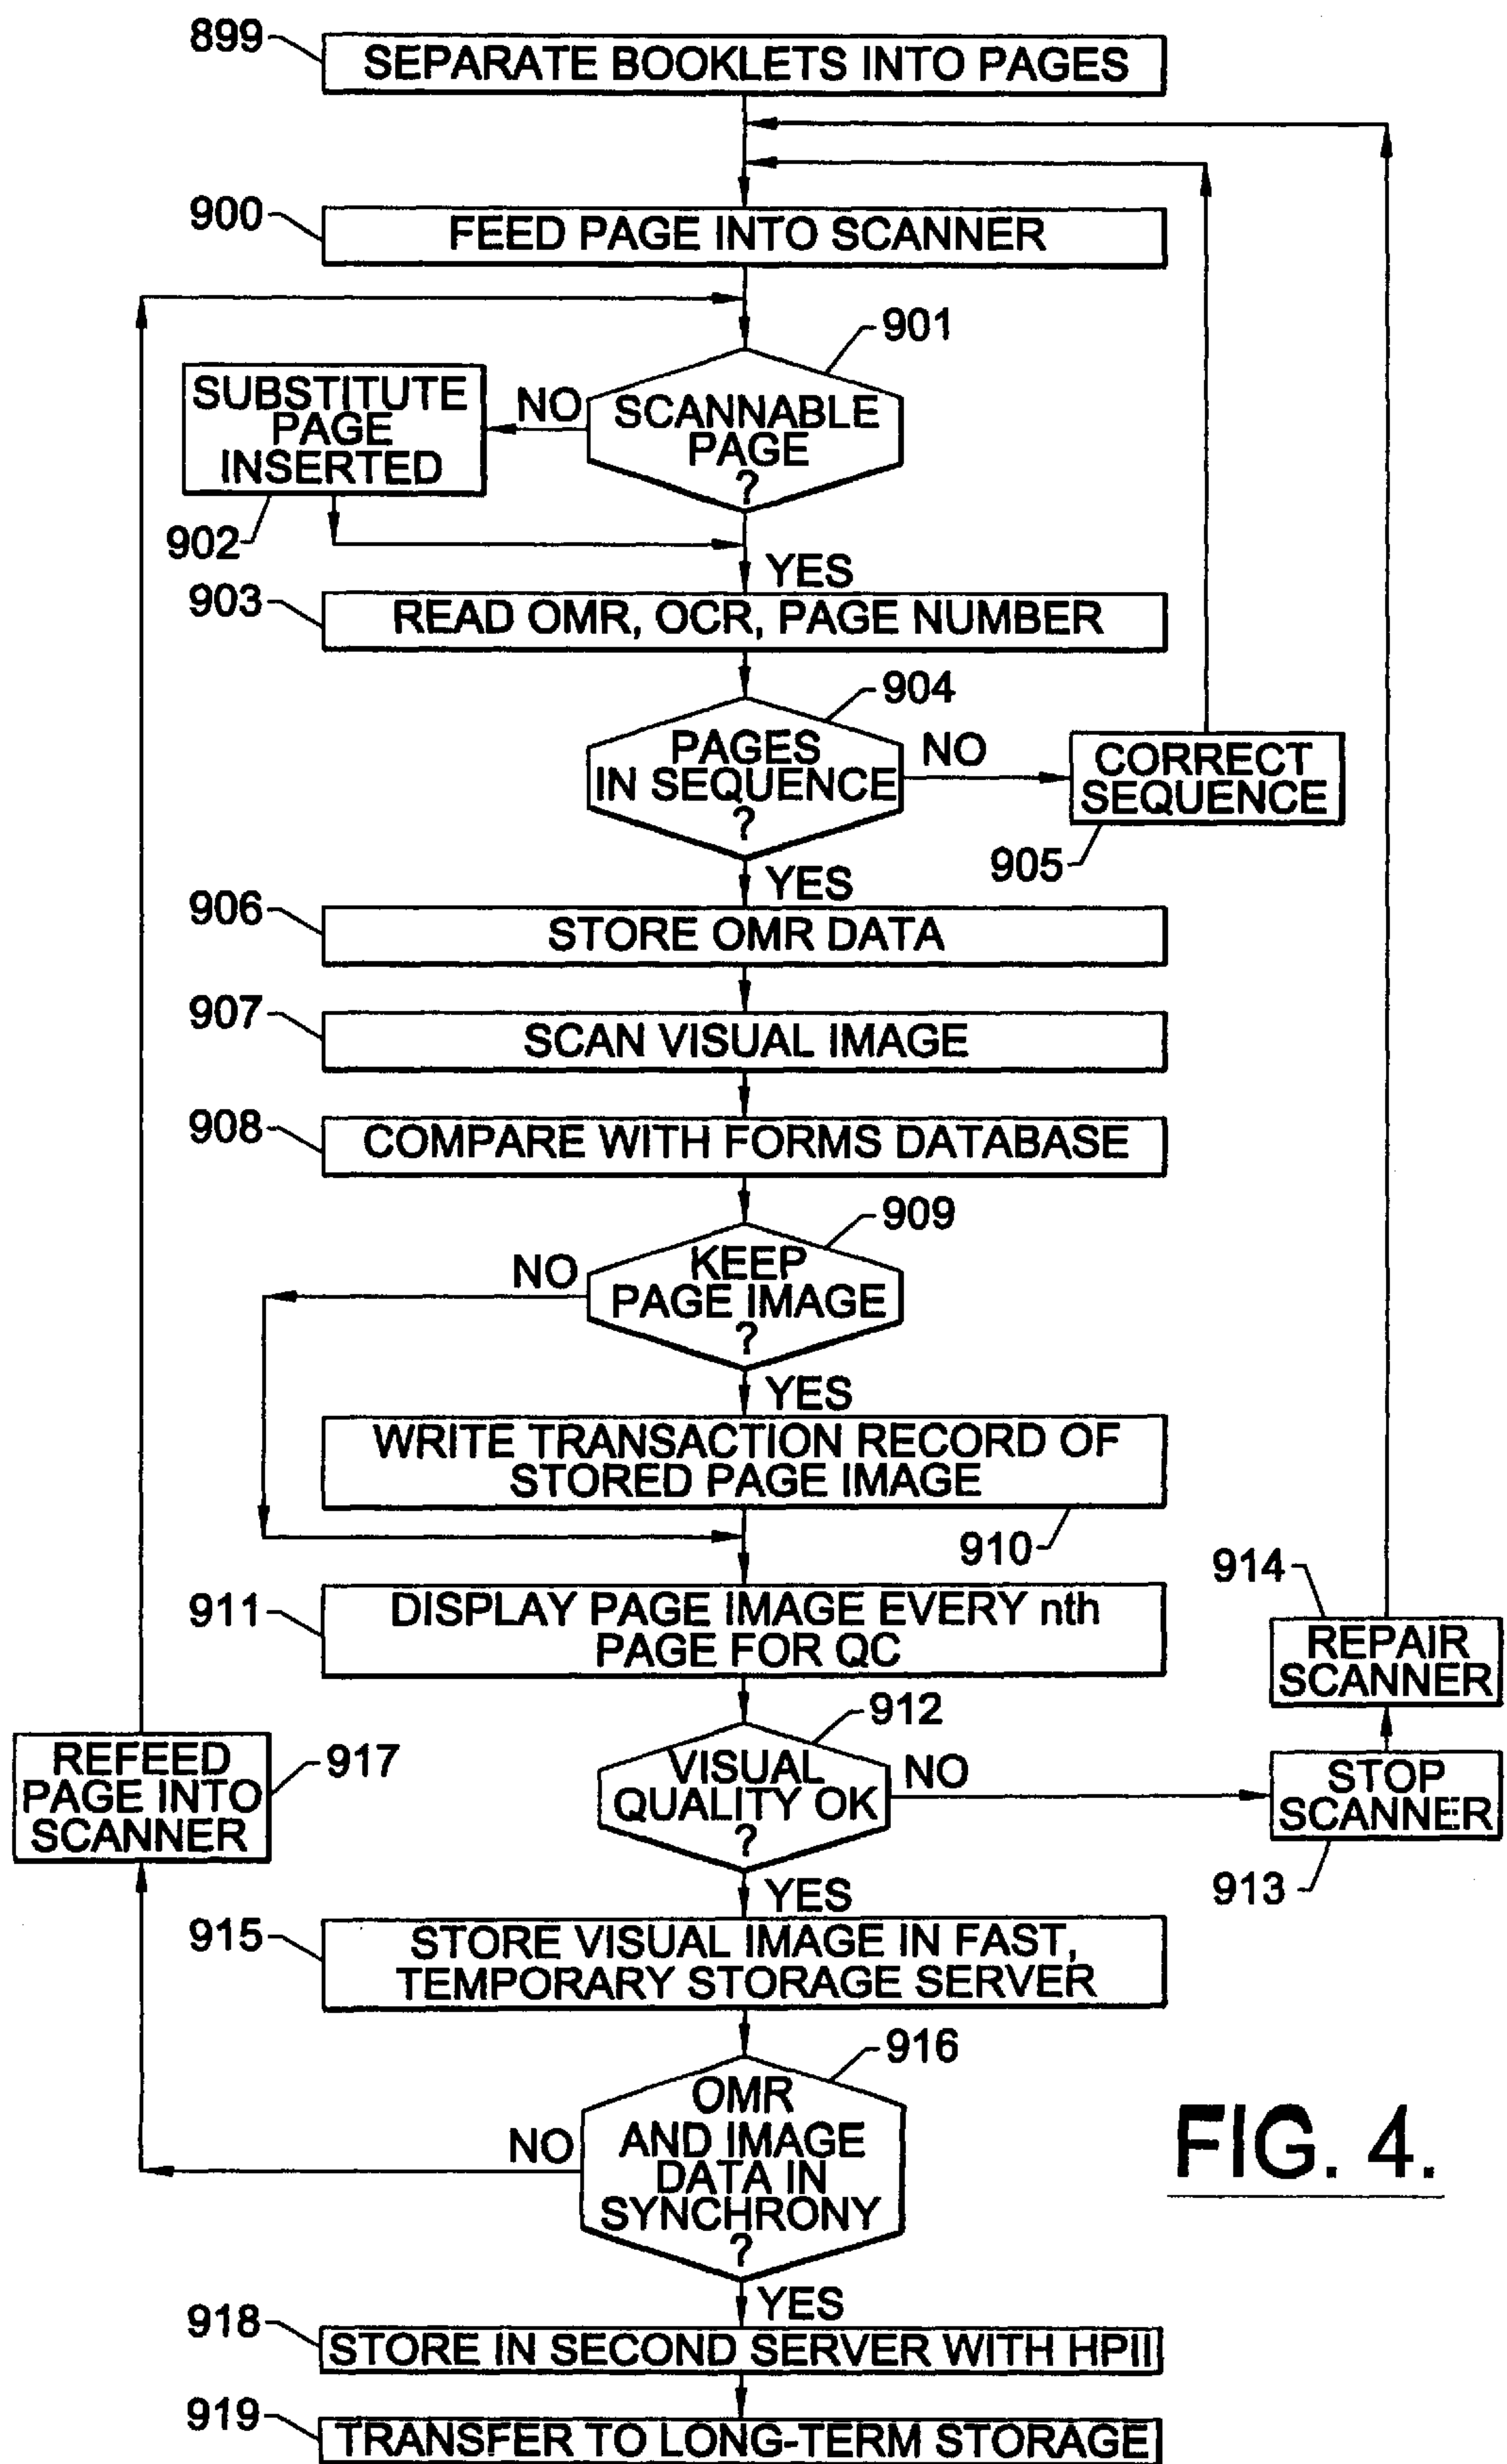 899
SEPARATE BOOKLETS INTO PAGES
900
FEED PAGE INTO SCANNER
901
SCANNABLE
PAGE
?
NO
SUBSTITUTE
PAGE
INSERTED
902
YES
903
READ OMR, OCR, PAGE NUMBER
904
PAGES
IN SEQUENCE
?
NO
CORRECT
SEQUENCE
905
YES
906
STORE OMR DATA
907
SCAN VISUAL IMAGE
908
COMPARE WITH FORMS DATABASE
909
KEEP
PAGE IMAGE
?
NO
YES
WRITE TRANSACTION RECORD OF
STORED PAGE IMAGE
910
911
DISPLAY PAGE IMAGE EVERY nth
PAGE FOR QC
912
VISUAL
QUALITY OK
?
NO
STOP
SCANNER
913
914
REPAIR
SCANNER
YES
915
STORE VISUAL IMAGE IN FAST,
TEMPORARY STORAGE SERVER
916
OMR
AND IMAGE
DATA IN
SYNCHRONY
?
NO
REFEED
PAGE INTO
SCANNER
917
YES
918
STORE IN SECOND SERVER WITH HPII
919
TRANSFER TO LONG-TERM STORAGE
FIG. 4.